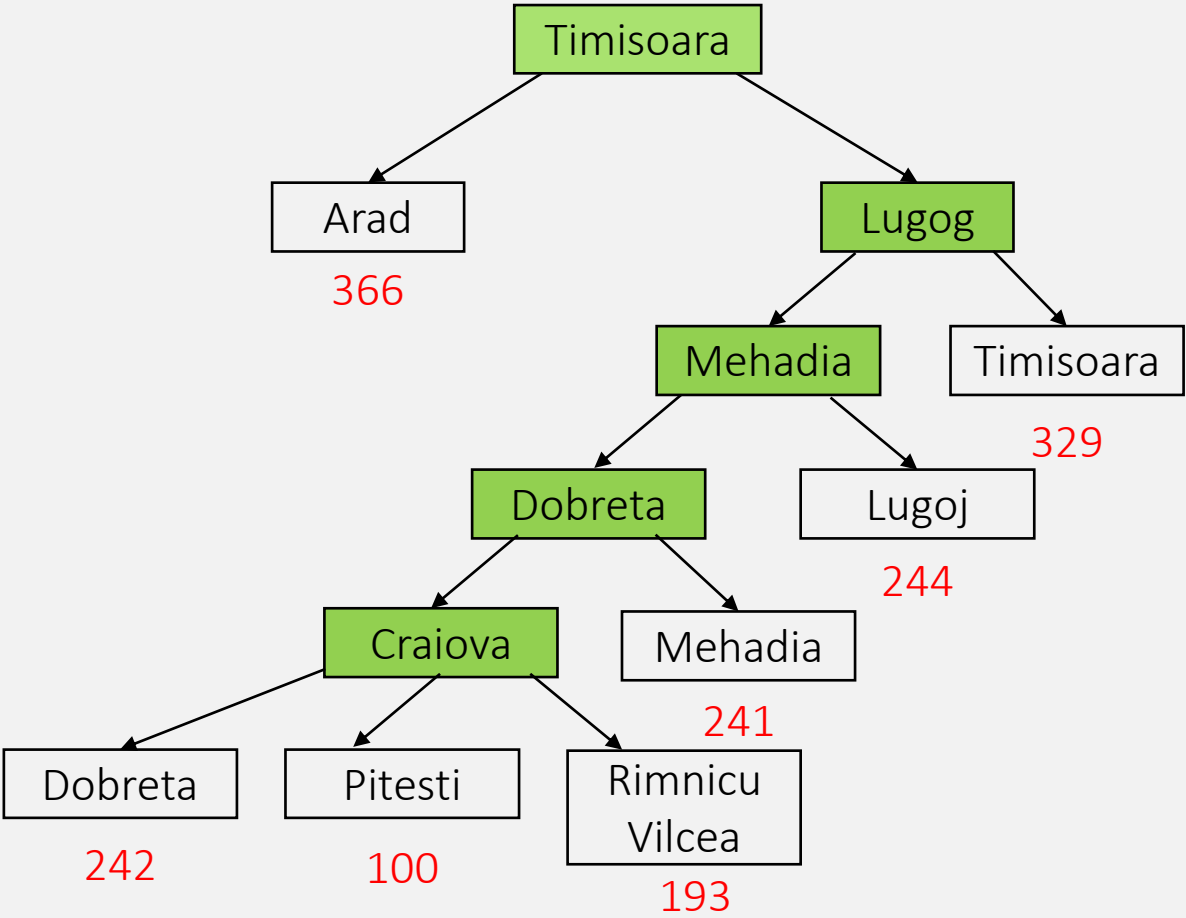 Timisoara
Arad
Lugog
366
Mehadia
Timisoara
329
Dobreta
Lugoj
244
Craiova
Mehadia
241
Dobreta
Pitesti
Rimnicu
Vilcea
242
100
193